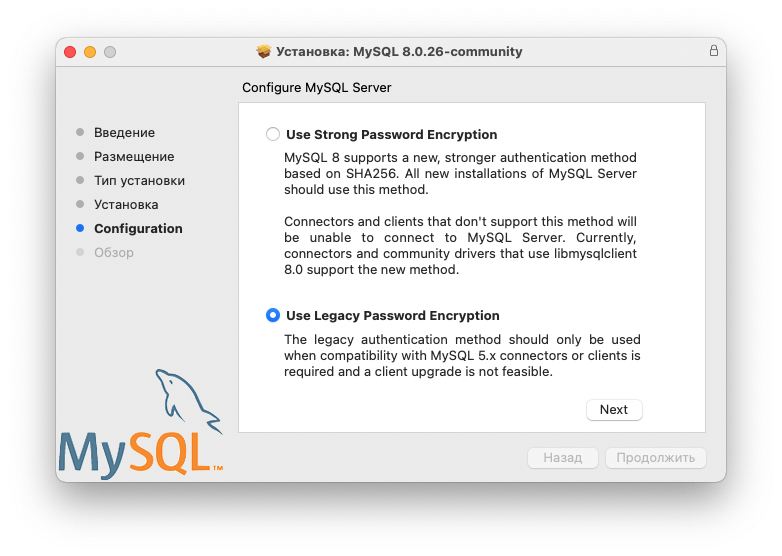 Установка: MySQL 8.0.26-community
Configure MySQL Server
Введение
Размещение
Тип установки
Установка
Configuration
Обзор
Use Strong Password Encryption
MySQL 8 supports a new, stronger authentication method
based on SHA256. All new installations of MySQL Server
should use this method.
Connectors and clients that don't support this method will
be unable to connect to MySQL Server. Currently,
connectors and community drivers that use libmysqlclient
8.0 support the new method.
Use Legacy Password Encryption
The legacy authentication method should only be used
when compatibility with MySQL 5.x connectors or clients is
required and a client upgrade is not feasible.
Next
MySQL™
Назад
Продолжить